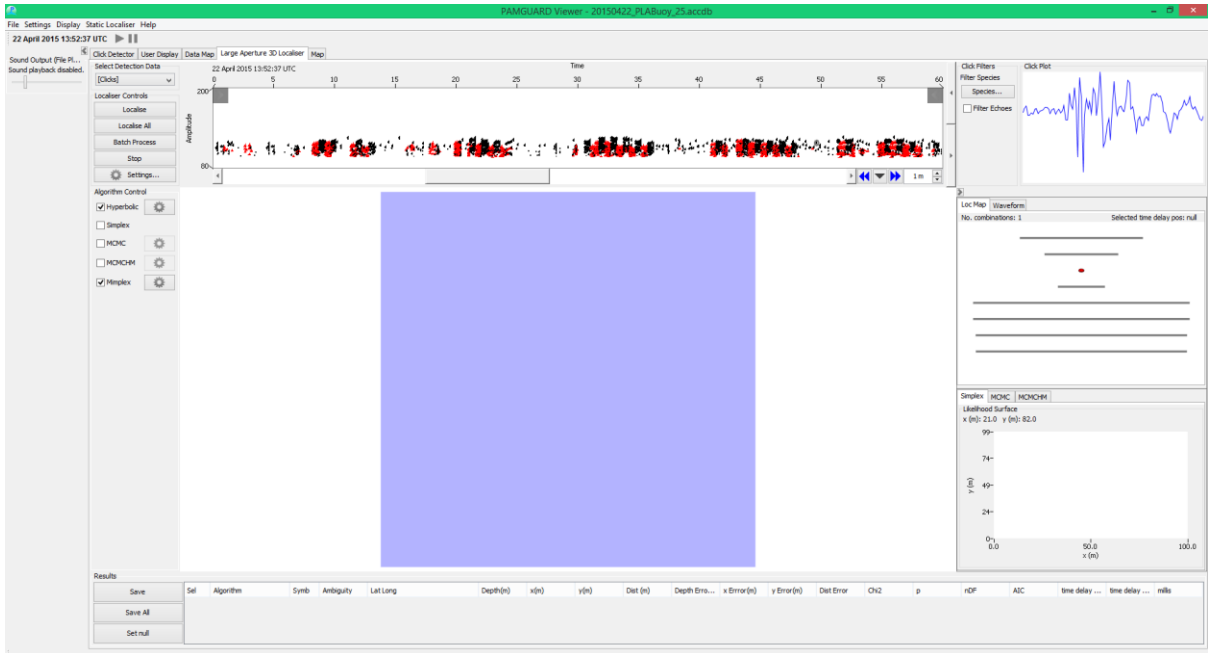 PAMGUARD Viewer - 20150422_PLABuoy_25.accdb
File Settings Display Static Localiser Help
22 April 2015 13:52:37 UTC
Sound Output (File Pl...
Sound playback disabled.
Click Detector User Display Data Map Large Aperture 3D Localiser Map
Select Detection Data
[Clicks]
Localiser Controls
Localise
Localise All
Batch Process
Stop
Settings...
Algorithm Control
Hyperbolic
Simplex
MCMC
MCMCHM
Mimplex
22 April 2015 13:52:37 UTC
Time
0 5 10 15 20 25 30 35 40 45 50 55 60
200
Amplitude
80
1 m
Click Filters
Filter Species
Species...
Filter Echoes
Click Plot
Loc Map Waveform
No. combinations: 1 Selected time delay pos: null
Simplex MCMC MCMCHM
Likelihood Surface
x (m): 21.0 y (m): 82.0
99
74
y (m)
49
24
0
0.0 50.0 100.0
x (m)
Results
Save
Save All
Set null
Sel Algorithm Symb Ambiguity Lat Long Depth(m) x(m) y(m) Dist (m) Depth Erro... x Errror(m) y Error(m) Dist Error Chi2 p nDF AIC time delay ... time delay ... millis